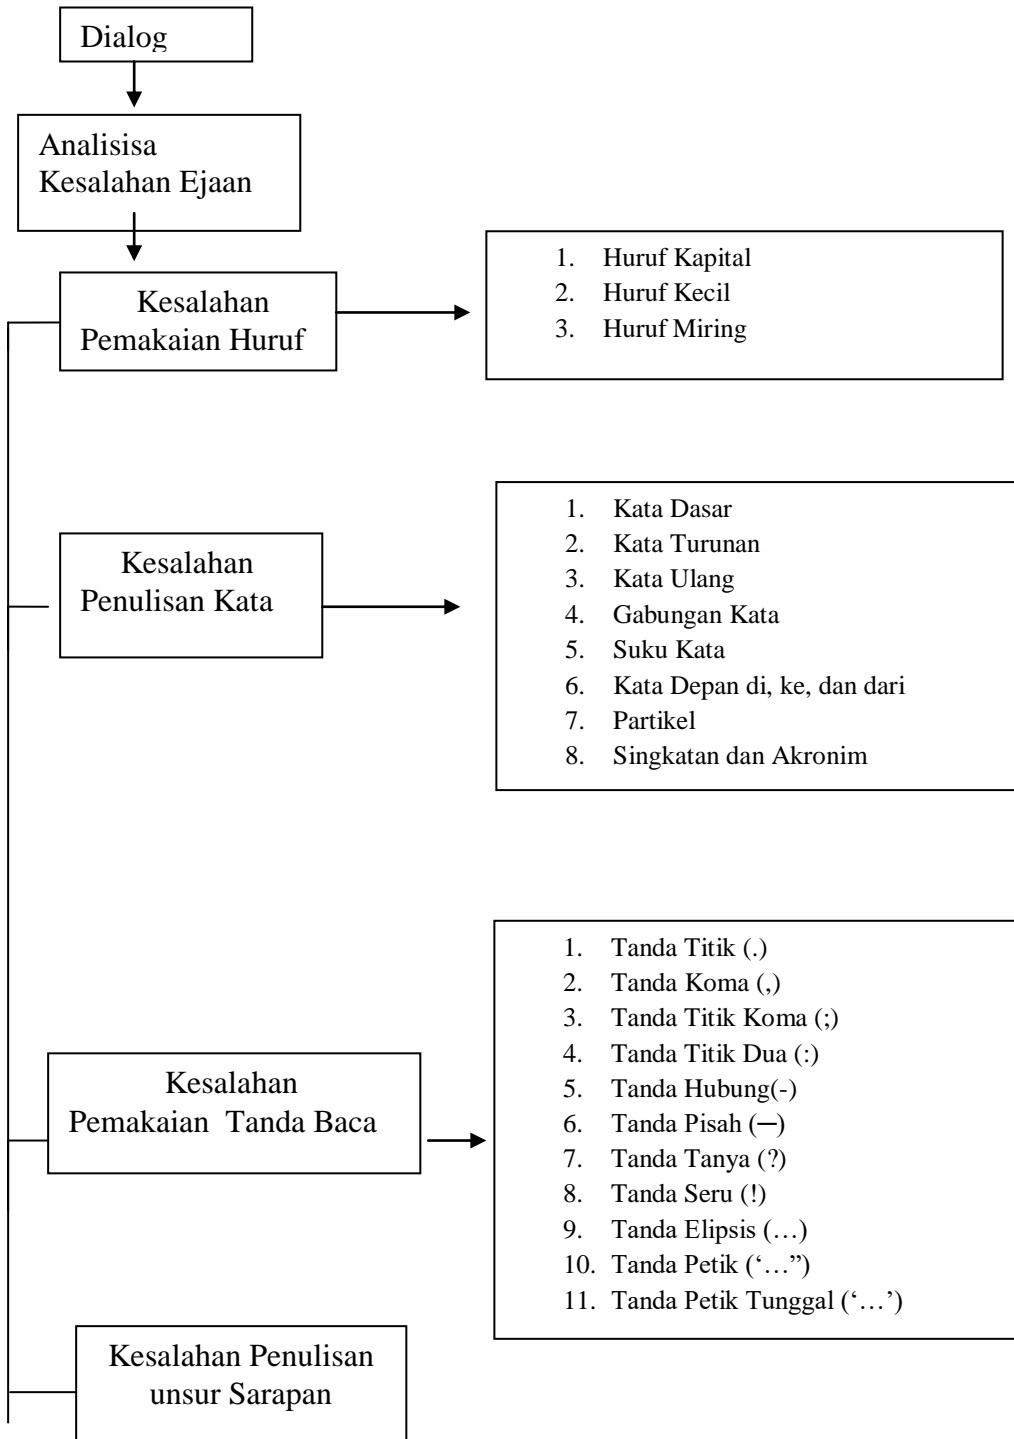 Dialog
Analisisa
Kesalahan Ejaan
Kesalahan
Pemakaian Huruf
1. Huruf Kapital
2. Huruf Kecil
3. Huruf Miring
Kesalahan
Penulisan Kata
1. Kata Dasar
2. Kata Turunan
3. Kata Ulang
4. Gabungan Kata
5. Suku Kata
6. Kata Depan di, ke, dan dari
7. Partikel
8. Singkatan dan Akronim
Kesalahan
Pemakaian Tanda Baca
1. Tanda Titik (.)
2. Tanda Koma (,)
3. Tanda Titik Koma (;)
4. Tanda Titik Dua (:)
5. Tanda Hubung(-)
6. Tanda Pisah (─)
7. Tanda Tanya (?)
8. Tanda Seru (!)
9. Tanda Elipsis (…)
10. Tanda Petik (‘…”)
11. Tanda Petik Tunggal (‘…’)
Kesalahan Penulisan
unsur Sarapan